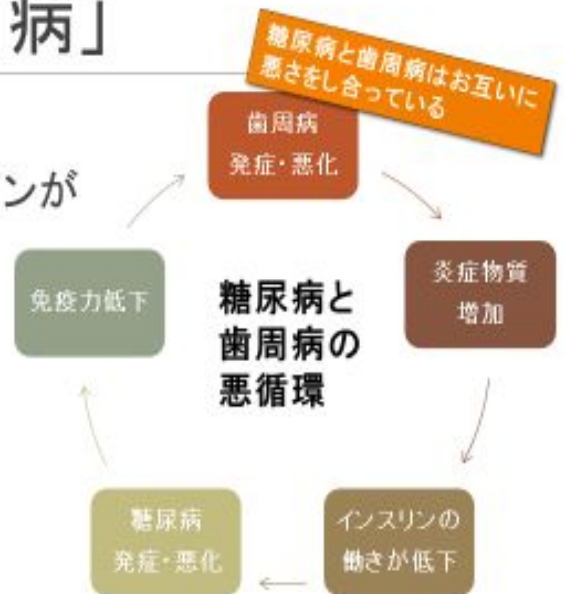 病」
糖尿病と歯周病はお互いに
悪さをし合っている
ンが
歯周病
発症・悪化
炎症物質
増加
インスリンの
働きが低下
糖尿病
発症・悪化
免疫力低下
糖尿病と
歯周病の
悪循環